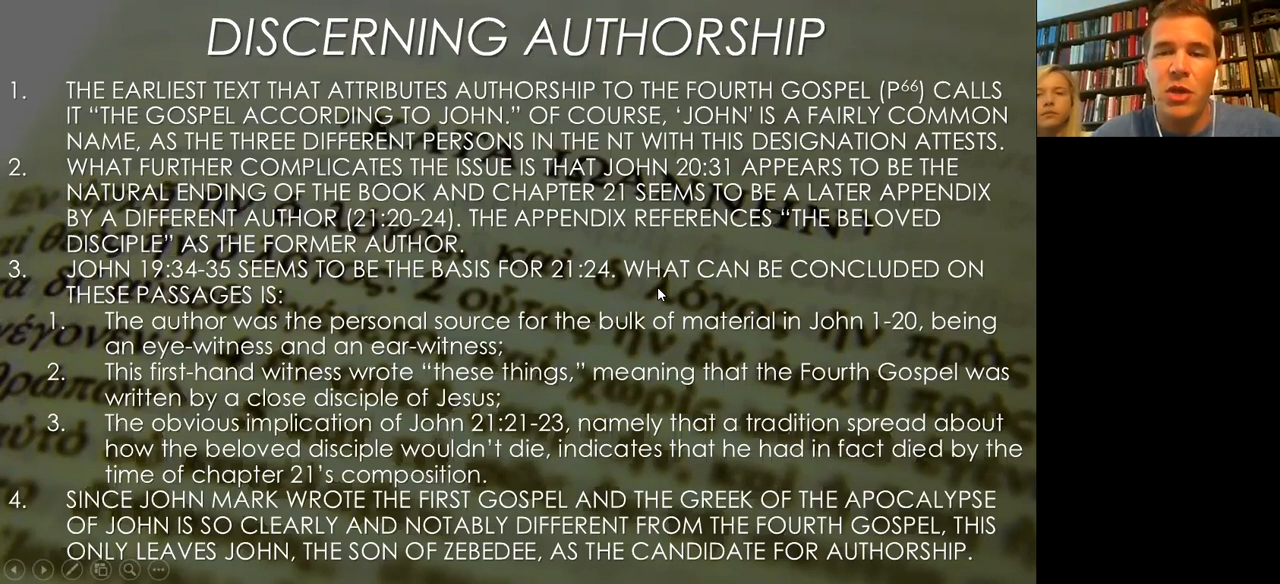 DISCERNING AUTHORSHIP
1. THE EARLIEST TEXT THAT ATTRIBUTES AUTHORSHIP TO THE FOURTH GOSPEL (P66) CALLS
IT “THE GOSPEL ACCORDING TO JOHN.” OF COURSE, ‘JOHN' IS A FAIRLY COMMON
NAME, AS THE THREE DIFFERENT PERSONS IN THE NT WITH THIS DESIGNATION ATTESTS.
2. WHAT FURTHER COMPLICATES THE ISSUE IS THAT JOHN 20:31 APPEARS TO BE THE
NATURAL ENDING OF THE BOOK AND CHAPTER 21 SEEMS TO BE A LATER APPENDIX
BY A DIFFERENT AUTHOR (21:20-24). THE APPENDIX REFERENCES “THE BELOVED
DISCIPLE” AS THE FORMER AUTHOR.
3. JOHN 19:34-35 SEEMS TO BE THE BASIS FOR 21:24. WHAT CAN BE CONCLUDED ON
THESE PASSAGES IS:
1. The author was the personal source for the bulk of material in John 1-20, being
an eye-witness and an ear-witness;
2. This first-hand witness wrote “these things,” meaning that the Fourth Gospel was
written by a close disciple of Jesus;
3. The obvious implication of John 21:21-23, namely that a tradition spread about
how the beloved disciple wouldn’t die, indicates that he had in fact died by the
time of chapter 21’s composition.
4. SINCE JOHN MARK WROTE THE FIRST GOSPEL AND THE GREEK OF THE APOCALYPSE
OF JOHN IS SO CLEARLY AND NOTABLY DIFFERENT FROM THE FOURTH GOSPEL, THIS
ONLY LEAVES JOHN, THE SON OF ZEBEDEE, AS THE CANDIDATE FOR AUTHORSHIP.